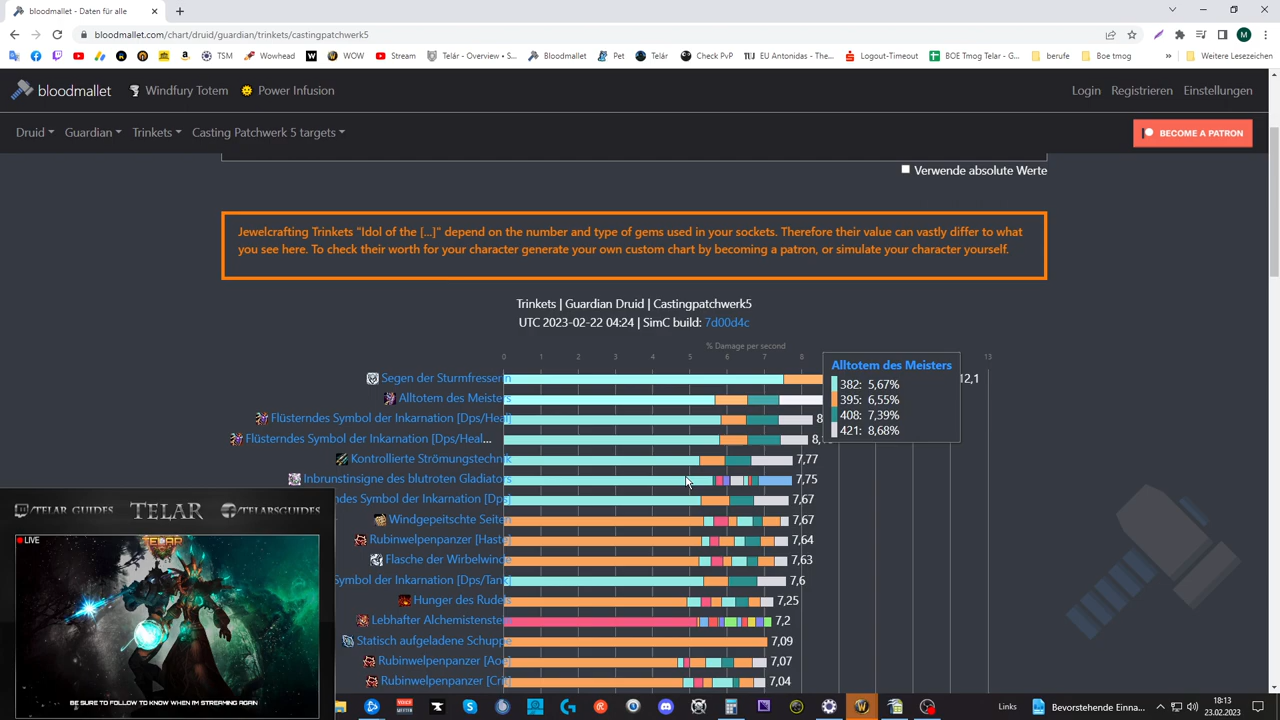 bloodmallet - Daten für alle
bloodmallet.com/chart/druid/guardian/trinkets/castingpatchwerk5
TSM Wowhead WOW Stream Telár - Overview • S... Bloodmallet Pet Telár Check PvP EU Antonidas - The... Logout-Timeout BOE Tmog Telar - G... berufe Boe tmog » Weitere Lesezeichen
bloodmallet Windfury Totem Power Infusion Login Registrieren Einstellungen
Druid Guardian Trinkets Casting Patchwerk 5 targets BECOME A PATRON
Verwende absolute Werte
Jewelcrafting Trinkets "Idol of the [...]" depend on the number and type of gems used in your sockets. Therefore their value can vastly differ to what
you see here. To check their worth for your character generate your own custom chart by becoming a patron, or simulate your character yourself.
Trinkets | Guardian Druid | Castingpatchwerk5
UTC 2023-02-22 04:24 | SimC build: 7d00d4c
% Damage per second
0 1 2 3 4 5 6 7 8 13
Alltotem des Meisters
382: 5,67%
395: 6,55%
408: 7,39%
421: 8,68%
Segen der Sturmfresserin 12,1
Alltotem des Meisters
Flüsterndes Symbol der Inkarnation [Dps/Heal] 8
Flüsterndes Symbol der Inkarnation [Dps/Heal... 8,
Kontrollierte Strömungstechnik 7,77
Inbrunstinsigne des blutroten Gladiators 7,75
ndes Symbol der Inkarnation [Dps] 7,67
Windgepeitschte Seiten 7,67
Rubinwelpenpanzer [Haste] 7,64
Flasche der Wirbelwinde 7,63
Symbol der Inkarnation [Dps/Tank] 7,6
Hunger des Rudels 7,25
Lebhafter Alchemistenstein 7,2
Statisch aufgeladene Schuppe 7,09
Rubinwelpenpanzer [Aoe] 7,07
Rubinwelpenpanzer [Crit] 7,04
/TELAR GUIDES TELAR /TELARSGUIDES
LIVE
TELAR
BE SURE TO FOLLOW TO KNOW WHEN I'M STREAMING AGAIN
Links Bevorstehende Einna... 18:13
23.02.2023